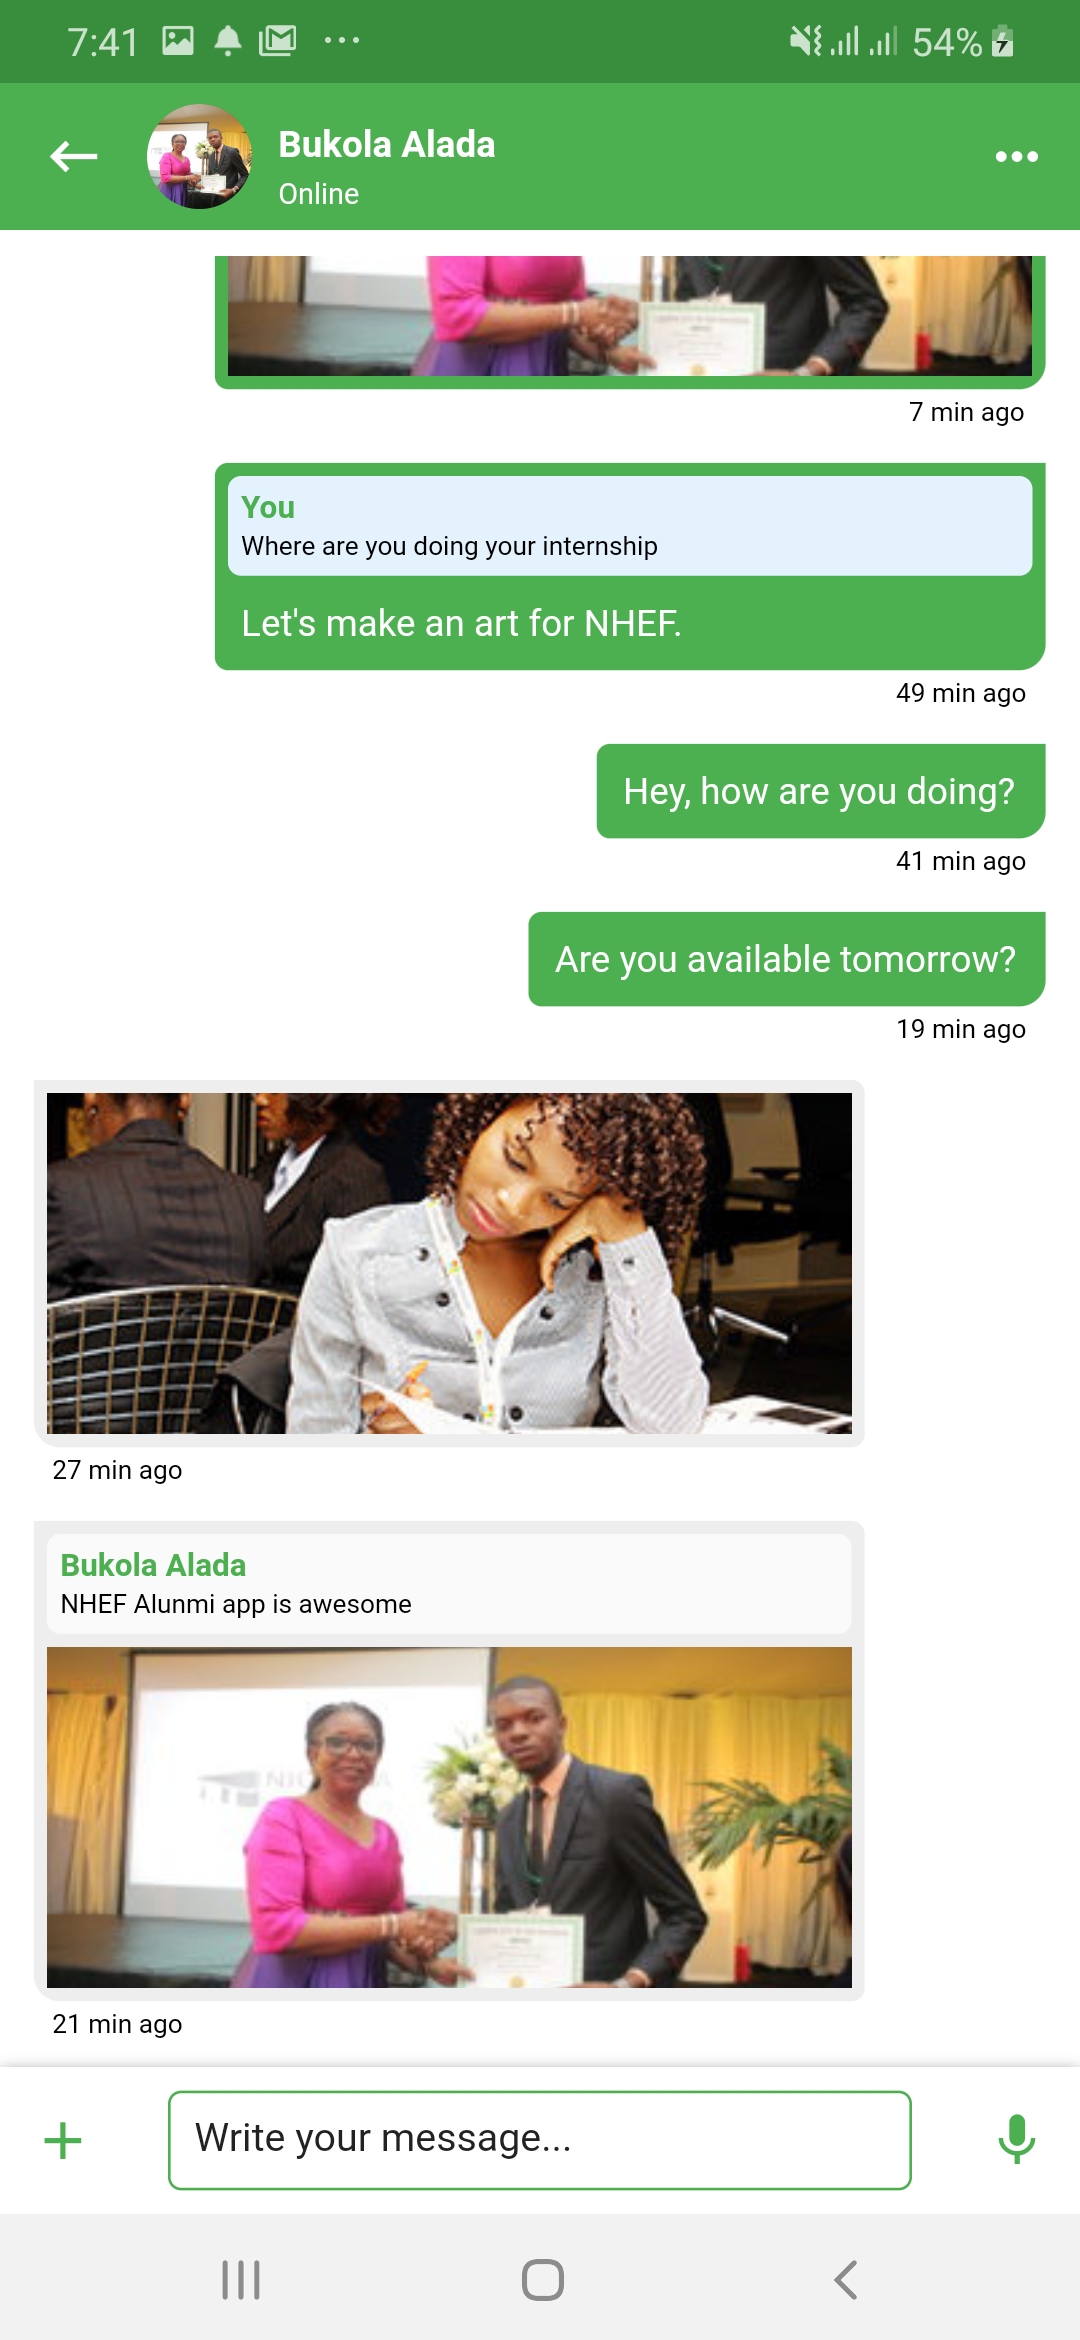 7:41
54%
Bukola Alada
Online
7 min ago
You
Where are you doing your internship
Let's make an art for NHEF.
49 min ago
Hey, how are you doing?
41 min ago
Are you available tomorrow?
19 min ago
27 min ago
Bukola Alada
NHEF Alunmi app is awesome
21 min ago
Write your message...